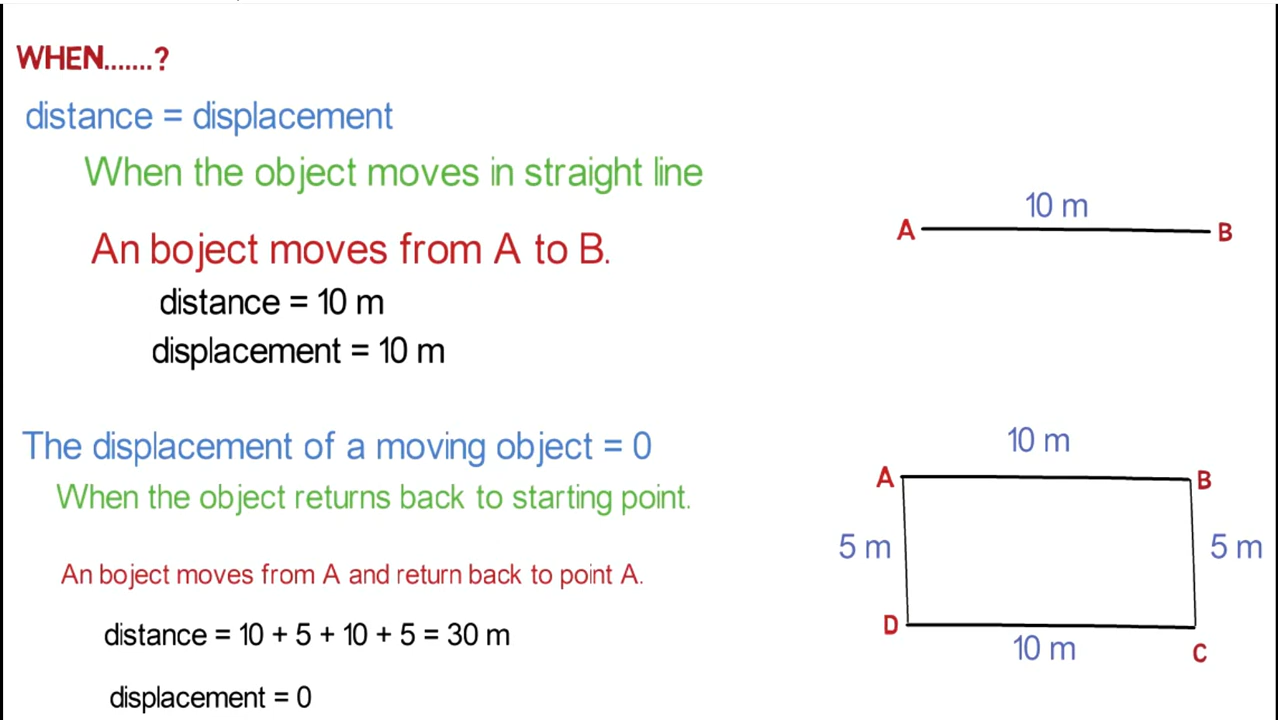 WHEN.......?
distance = displacement
When the object moves in straight line
An boject moves from A to B.
distance = 10 m
displacement = 10 m
10 m
A B
The displacement of a moving object = 0
When the object returns back to starting point.
An boject moves from A and return back to point A.
distance = 10 + 5 + 10 + 5 = 30 m
displacement = 0
10 m
A B
5 m 5 m
D
10 m
C